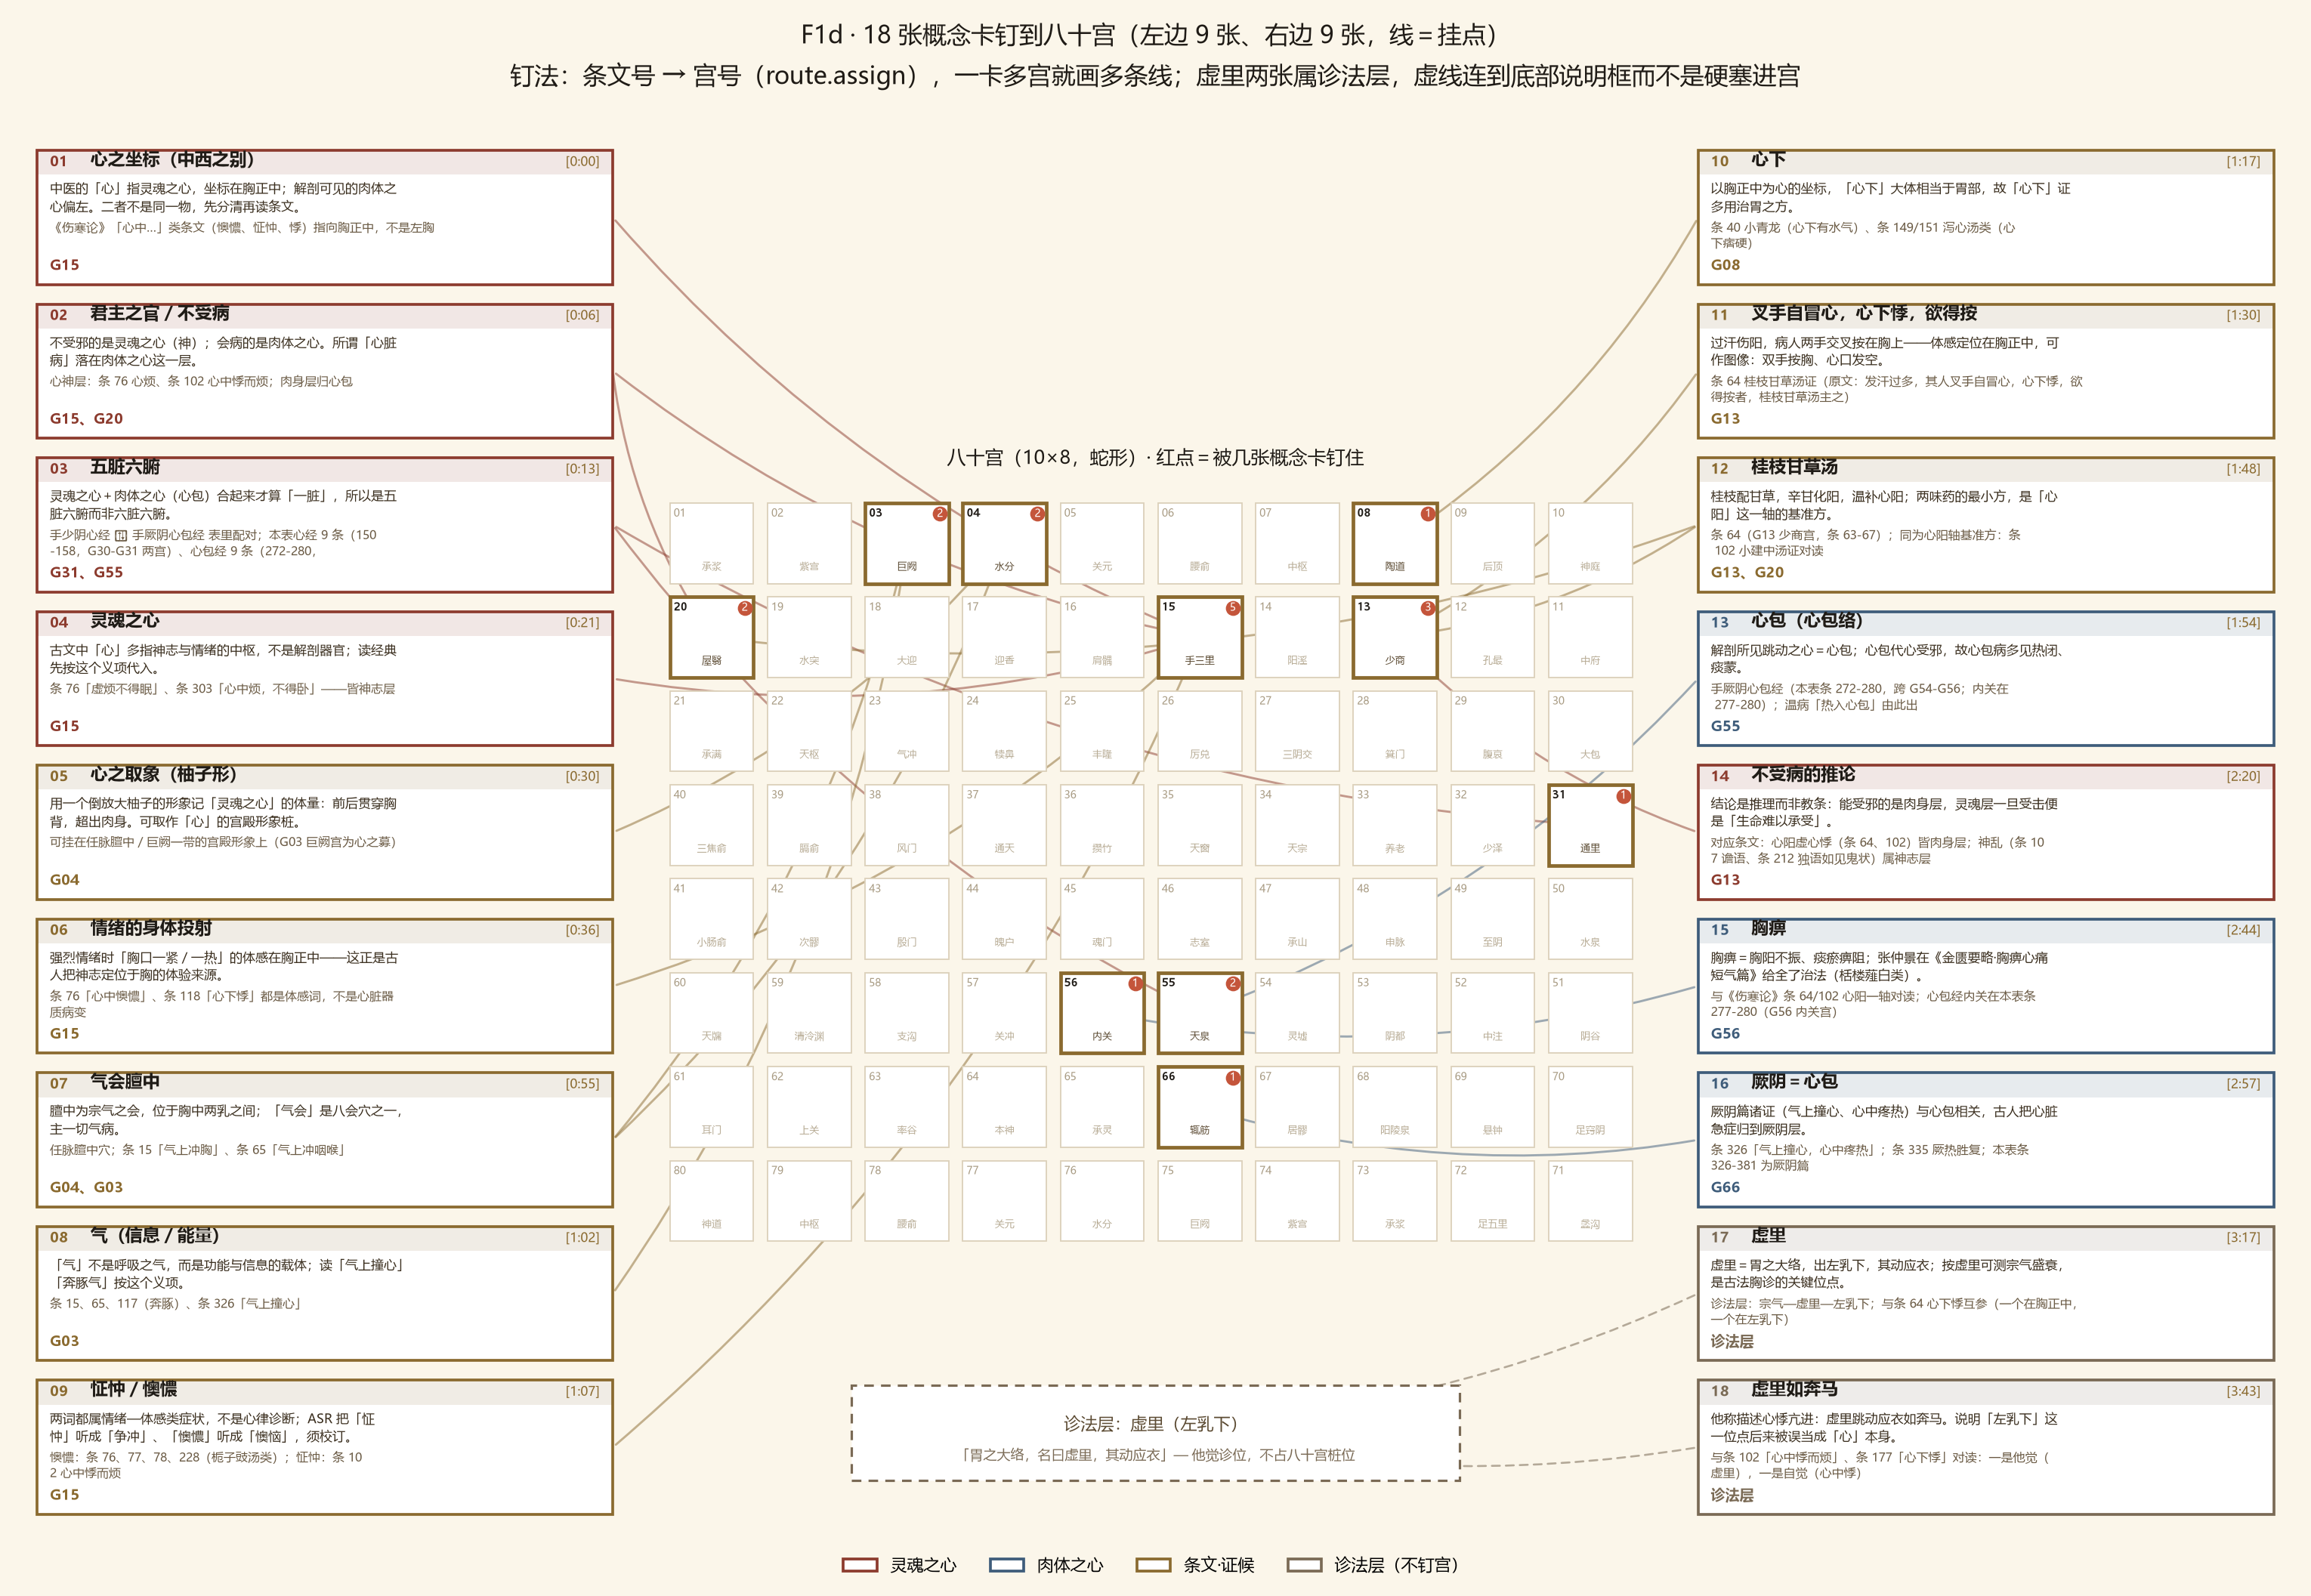 F1d · 18 张概念卡钉到八十宫（左边 9 张、右边 9 张，线＝挂点）
钉法：条文号 → 宫号（route.assign），一卡多宫就画多条线；虚里两张属诊法层，虚线连到底部说明框而不是硬塞进宫
01 心之坐标（中西之别） [0:00]
中医的「心」指灵魂之心，坐标在胸正中；解剖可见的肉体之
心偏左。二者不是同一物，先分清再读条文。
《伤寒论》「心中…」类条文（懊憹、怔忡、悸）指向胸正中，不是左胸
G15
02 君主之官 / 不受病 [0:06]
不受邪的是灵魂之心（神）；会病的是肉体之心。所谓「心脏
病」落在肉体之心这一层。
心神层：条 76 心烦、条 102 心中悸而烦；肉身层归心包
G15、G20
03 五脏六腑 [0:13]
灵魂之心＋肉体之心（心包）合起来才算「一脏」，所以是五
脏六腑而非六脏六腑。
手少阴心经 手厥阴心包经 表里配对；本表心经 9 条（150
-158，G30-G31 两宫）、心包经 9 条（272-280，
G31、G55
04 灵魂之心 [0:21]
古文中「心」多指神志与情绪的中枢，不是解剖器官；读经典
先按这个义项代入。
条 76「虚烦不得眠」、条 303「心中烦，不得卧」——皆神志层
G15
05 心之取象（柚子形） [0:30]
用一个倒放大柚子的形象记「灵魂之心」的体量：前后贯穿胸
背，超出肉身。可取作「心」的宫殿形象桩。
可挂在任脉膻中 / 巨阙一带的宫殿形象上（G03 巨阙宫为心之募）
G04
06 情绪的身体投射 [0:36]
强烈情绪时「胸口一紧 / 一热」的体感在胸正中——这正是古
人把神志定位于胸的体验来源。
条 76「心中懊憹」、条 118「心下悸」都是体感词，不是心脏器
质病变
G15
07 气会膻中 [0:55]
膻中为宗气之会，位于胸中两乳之间；「气会」是八会穴之一，
主一切气病。
任脉膻中穴；条 15「气上冲胸」、条 65「气上冲咽喉」
G04、G03
08 气（信息 / 能量） [1:02]
「气」不是呼吸之气，而是功能与信息的载体；读「气上撞心」
「奔豚气」按这个义项。
条 15、65、117（奔豚）、条 326「气上撞心」
G03
09 怔忡 / 懊憹 [1:07]
两词都属情绪—体感类症状，不是心律诊断；ASR 把「怔
忡」听成「争冲」、「懊憹」听成「懊恼」，须校订。
懊憹：条 76、77、78、228（栀子豉汤类）；怔忡：条 10
2 心中悸而烦
G15
八十宫（10×8，蛇形）· 红点＝被几张概念卡钉住
01 02 03 2 04 2 05 06 07 08 1 09 10
承浆 紫宫 巨阙 水分 关元 腰俞 中枢 陶道 后顶 神庭
20 2 19 18 17 16 15 5 14 13 3 12 11
屋翳 水突 大迎 迎香 肩髃 手三里 阳溪 少商 孔最 中府
21 22 23 24 25 26 27 28 29 30
承满 天枢 气冲 犊鼻 丰隆 厉兑 三阴交 箕门 腹哀 大包
40 39 38 37 36 35 34 33 32 31 1
三焦俞 膈俞 风门 通天 攒竹 天窗 天宗 养老 少泽 通里
41 42 43 44 45 46 47 48 49 50
小肠俞 次髎 殷门 魄户 魂门 志室 承山 申脉 至阴 水泉
60 59 58 57 56 1 55 2 54 53 52 51
天牖 清冷渊 支沟 关冲 内关 天泉 灵墟 阴都 中注 阴谷
61 62 63 64 65 66 1 67 68 69 70
耳门 上关 率谷 本神 承灵 辄筋 居髎 阳陵泉 悬钟 足窍阴
80 79 78 77 76 75 74 73 72 71
神道 中枢 腰俞 关元 水分 巨阙 紫宫 承浆 足五里 蠡沟
诊法层：虚里（左乳下）
「胃之大络，名曰虚里，其动应衣」— 他觉诊位，不占八十宫桩位
10 心下 [1:17]
以胸正中为心的坐标，「心下」大体相当于胃部，故「心下」证
多用治胃之方。
条 40 小青龙（心下有水气）、条 149/151 泻心汤类（心
下痞硬）
G08
11 叉手自冒心，心下悸，欲得按 [1:30]
过汗伤阳，病人两手交叉按在胸上——体感定位在胸正中，可
作图像：双手按胸、心口发空。
条 64 桂枝甘草汤证（原文：发汗过多，其人叉手自冒心，心下悸，欲
得按者，桂枝甘草汤主之）
G13
12 桂枝甘草汤 [1:48]
桂枝配甘草，辛甘化阳，温补心阳；两味药的最小方，是「心
阳」这一轴的基准方。
条 64（G13 少商宫，条 63-67）；同为心阳轴基准方：条
102 小建中汤证对读
G13、G20
13 心包（心包络） [1:54]
解剖所见跳动之心＝心包；心包代心受邪，故心包病多见热闭、
痰蒙。
手厥阴心包经（本表条 272-280，跨 G54-G56；内关在
277-280）；温病「热入心包」由此出
G55
14 不受病的推论 [2:20]
结论是推理而非教条：能受邪的是肉身层，灵魂层一旦受击便
是「生命难以承受」。
对应条文：心阳虚心悸（条 64、102）皆肉身层；神乱（条 10
7 谵语、条 212 独语如见鬼状）属神志层
G13
15 胸痹 [2:44]
胸痹＝胸阳不振、痰瘀痹阻；张仲景在《金匮要略·胸痹心痛
短气篇》给全了治法（栝楼薤白类）。
与《伤寒论》条 64/102 心阳一轴对读；心包经内关在本表条
277-280（G56 内关宫）
G56
16 厥阴＝心包 [2:57]
厥阴篇诸证（气上撞心、心中疼热）与心包相关，古人把心脏
急症归到厥阴层。
条 326「气上撞心，心中疼热」；条 335 厥热胜复；本表条
326-381 为厥阴篇
G66
17 虚里 [3:17]
虚里＝胃之大络，出左乳下，其动应衣；按虚里可测宗气盛衰，
是古法胸诊的关键位点。
诊法层：宗气—虚里—左乳下；与条 64 心下悸互参（一个在胸正中，
一个在左乳下）
诊法层
18 虚里如奔马 [3:43]
他称描述心悸亢进：虚里跳动应衣如奔马。说明「左乳下」这
一位点后来被误当成「心」本身。
与条 102「心中悸而烦」、条 177「心下悸」对读：一是他觉（
虚里），一是自觉（心中悸）
诊法层
灵魂之心 肉体之心 条文·证候 诊法层（不钉宫）